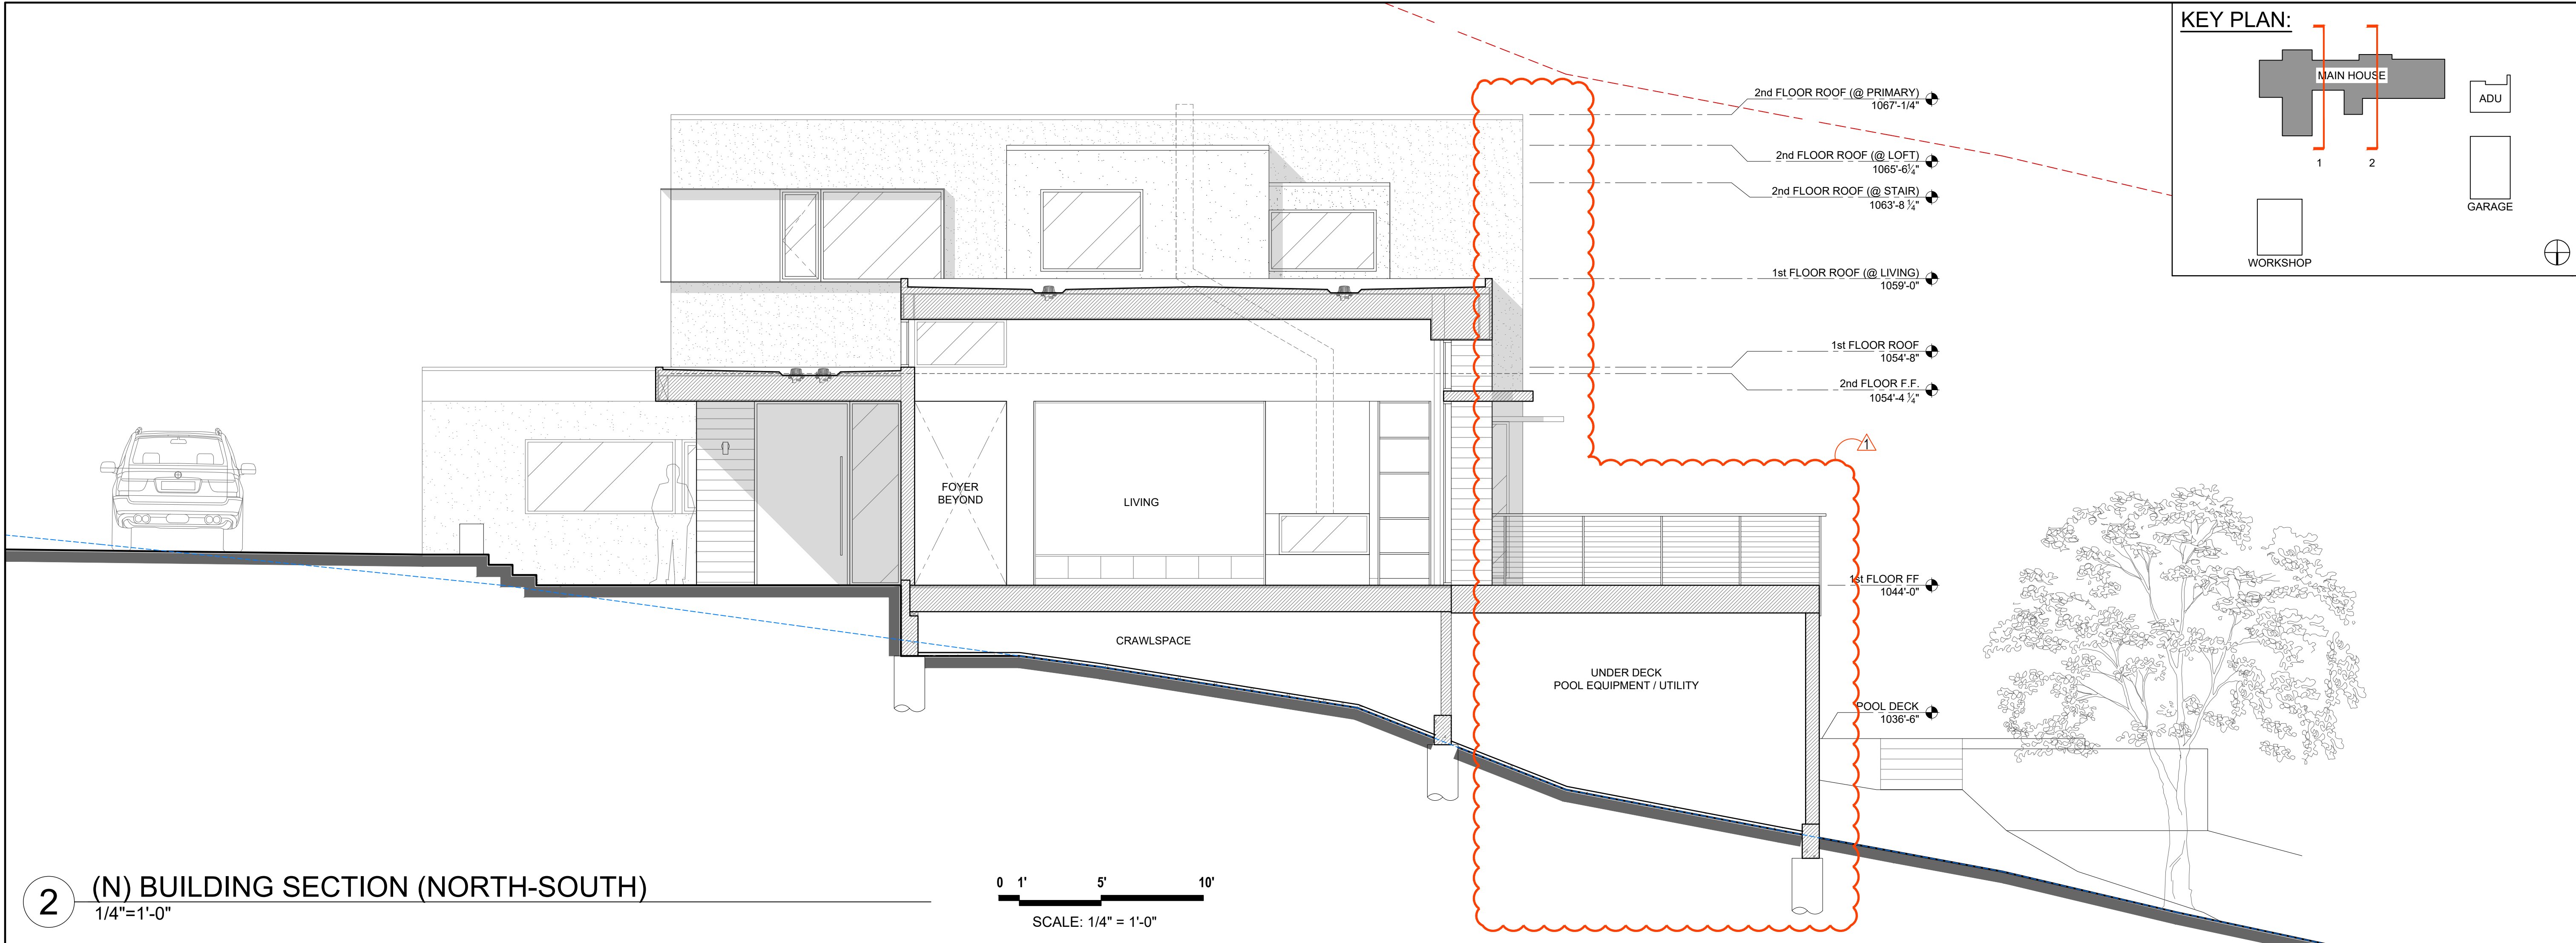 KEY PLAN:
MAIN HOUSE
ADU
1
2
GARAGE
WORKSHOP
2nd FLOOR ROOF (@ PRIMARY)
1067'-1/4"
2nd FLOOR ROOF (@ LOFT)
1065'-6¼"
2nd FLOOR ROOF (@ STAIR)
1063'-8 ¼"
1st FLOOR ROOF (@ LIVING)
1059'-0"
1st FLOOR ROOF
1054'-8"
2nd FLOOR F.F.
1054'-4 ¼"
1
FOYER
BEYOND
LIVING
1st FLOOR FF
1044'-0"
CRAWLSPACE
UNDER DECK
POOL EQUIPMENT / UTILITY
POOL DECK
1036'-6"
2
(N) BUILDING SECTION (NORTH-SOUTH)
1/4"=1'-0"
0 1' 5' 10'
SCALE: 1/4" = 1'-0"